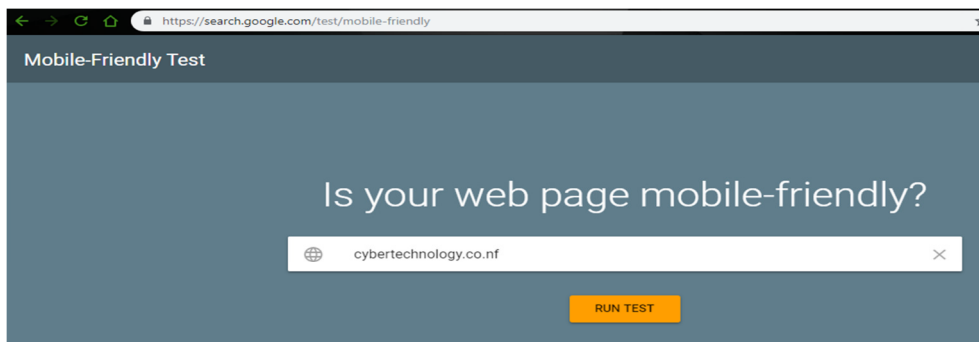 https://search.google.com/test/mobile-friendly
Mobile-Friendly Test
Is your web page mobile-friendly?
cybertechnology.co.nf
RUN TEST